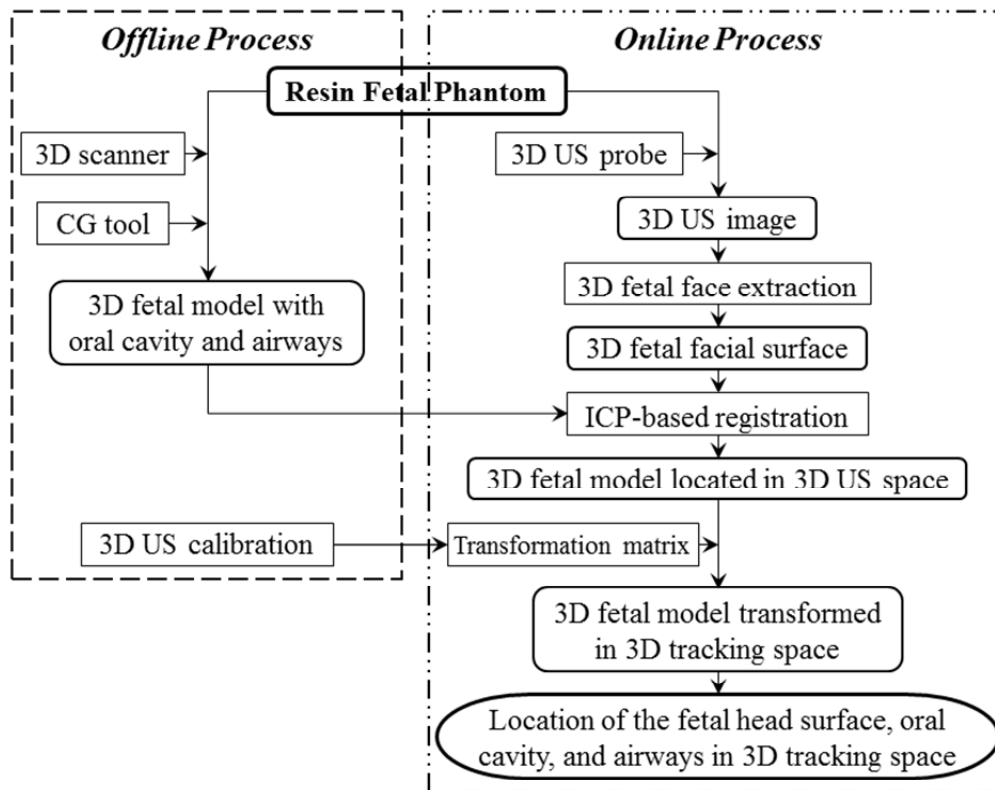 Offline Process
Online Process
Resin Fetal Phantom
3D scanner
CG tool
3D fetal model with
oral cavity and airways
3D US calibration
3D US probe
3D US image
3D fetal face extraction
3D fetal facial surface
ICP-based registration
3D fetal model located in 3D US space
Transformation matrix
3D fetal model transformed
in 3D tracking space
Location of the fetal head surface, oral
cavity, and airways in 3D tracking space